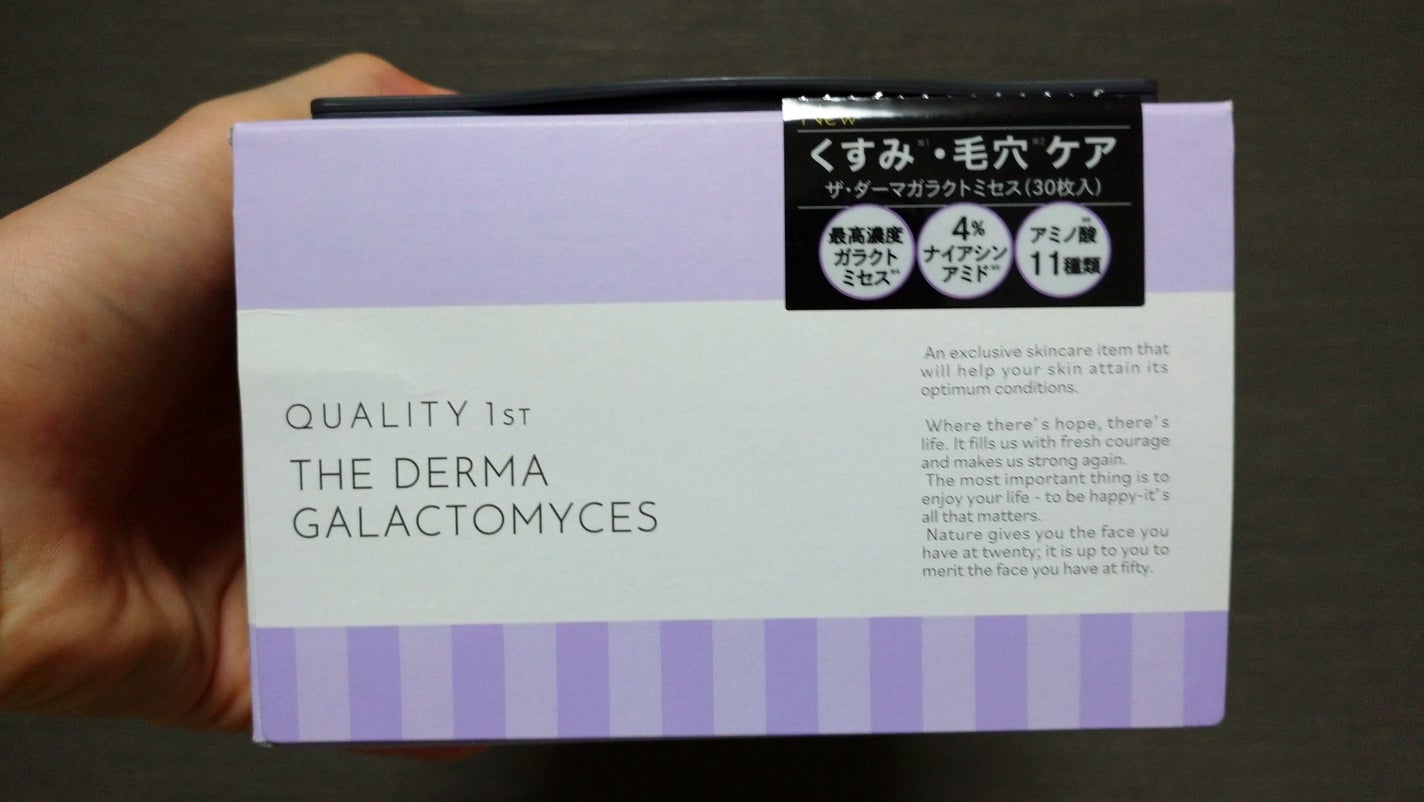 New
くすみ※1・毛穴※2ケア
ザ・ダーマガラクトミセス(30枚入)
最高濃度
ガラクト
ミセス
4%
ナイアシン
アミド
アミノ酸
11種類
QUALITY 1ST
THE DERMA
GALACTOMYCES
An exclusive skincare item that
will help your skin attain its
optimum conditions.
Where there's hope, there's
life. It fills us with fresh courage
and makes us strong again.
The most important thing is to
enjoy your life - to be happy-it's
all that matters.
Nature gives you the face you
have at twenty; it is up to you to
merit the face you have at fifty.